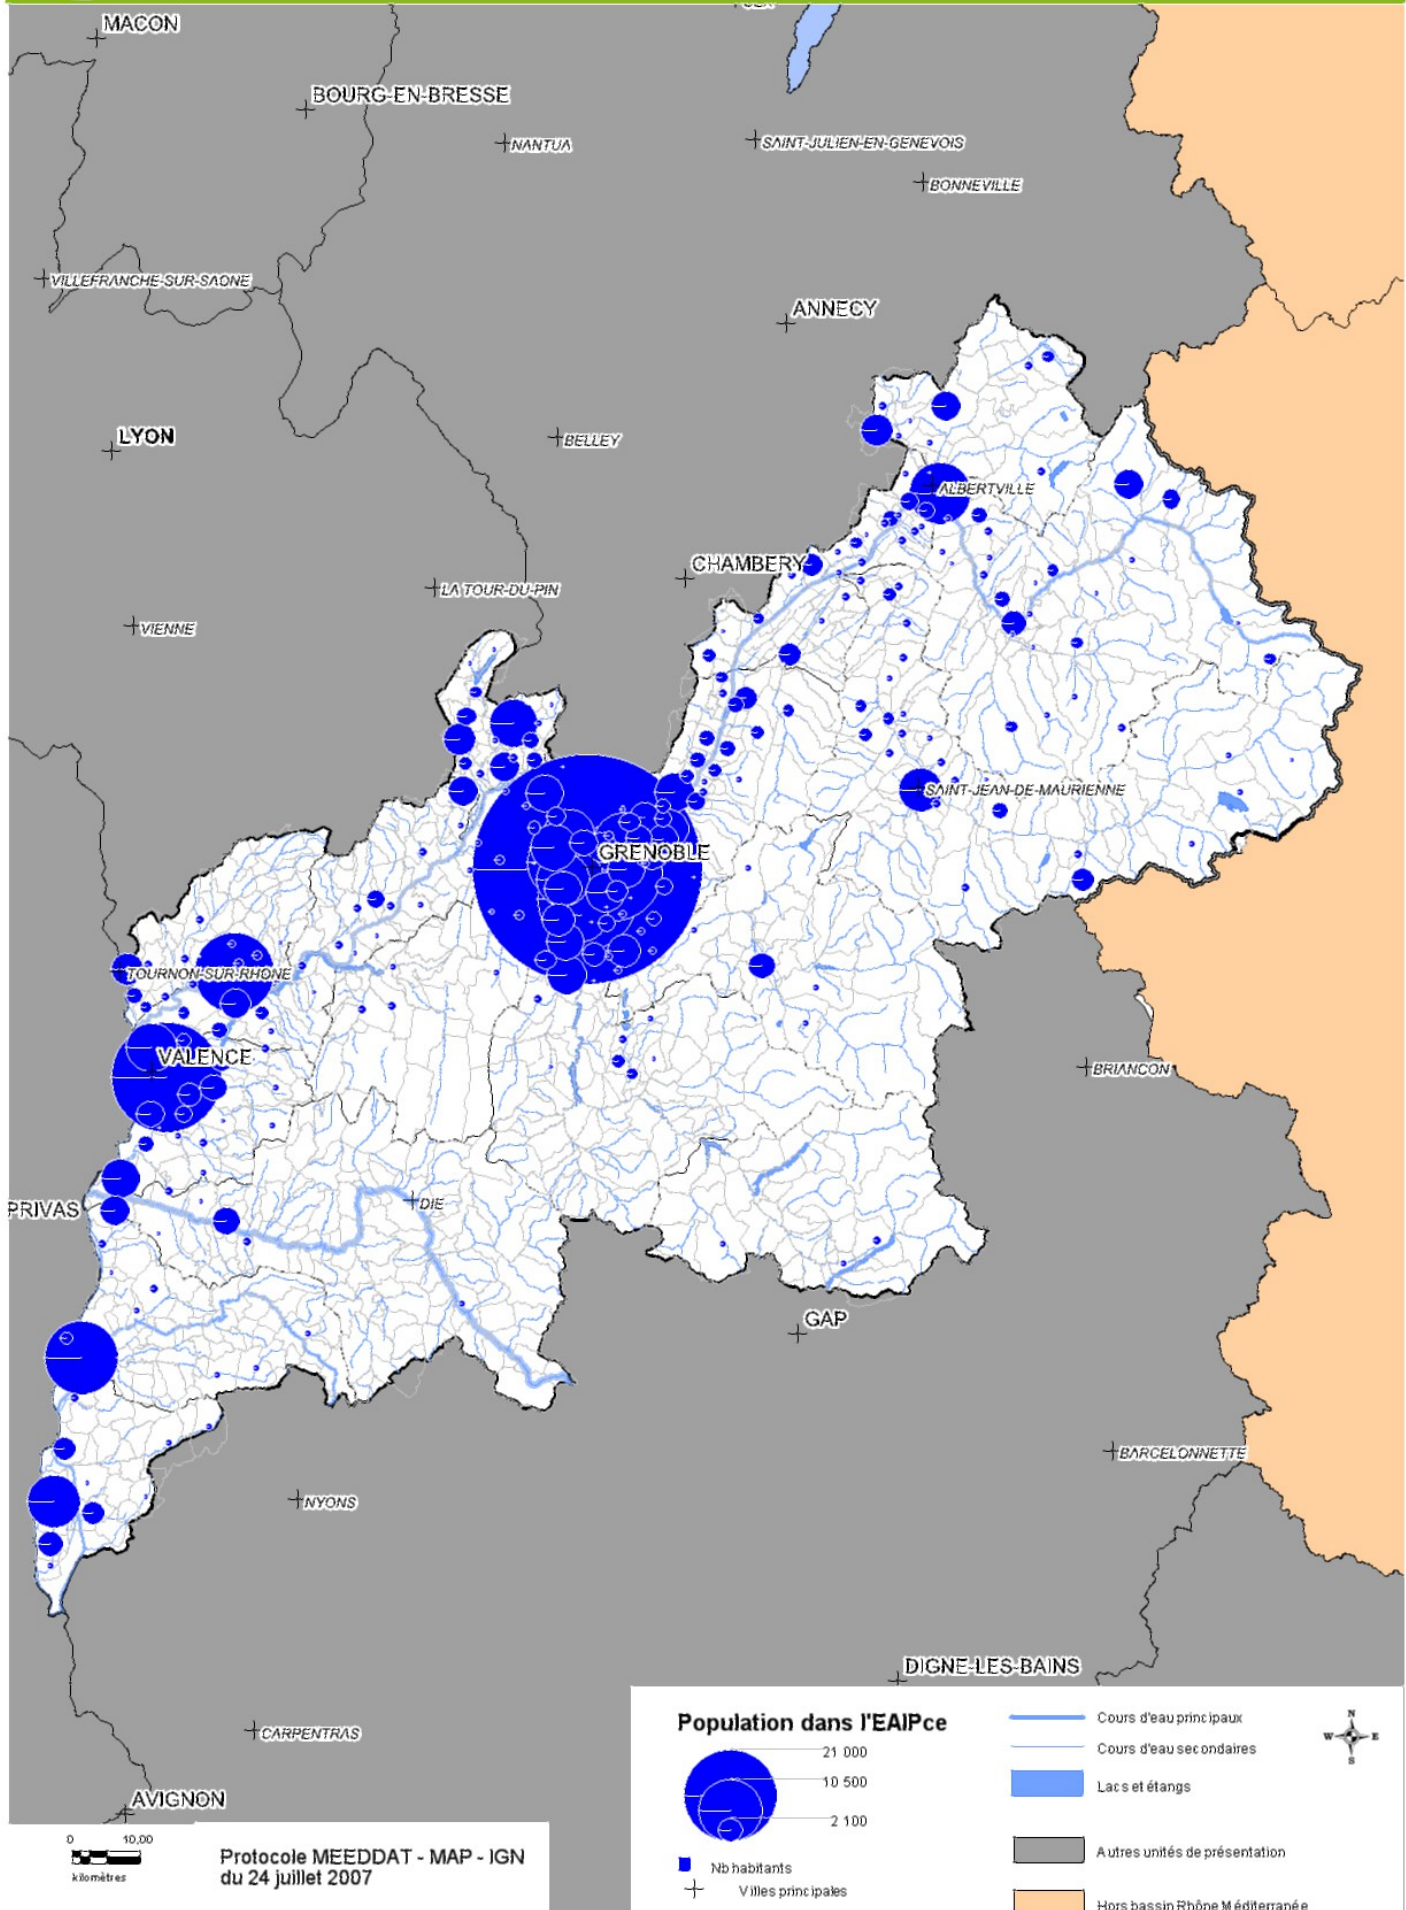 MACON
BOURG-EN-BRESSE
NANTUA
SAINT-JULIEN-EN-GENEVOIS
BONNEVILLE
VILLEFRANCHE-SUR-SAONE
ANNECY
LYON
BELLEY
ALBERTVILLE
CHAMBERY
LA TOUR-DU-PIN
VIENNE
SAINT-JEAN-DE-MAURIENNE
GRENOBLE
TOURNON-SUR-RHONE
VALENCE
BRIANCON
DIE
PRIVAS
GAP
BARCELONNETTE
NYONS
DIGNE-LES-BAINS
CARPENTRAS
AVIGNON
0 10,00
kilomètres
Protocole MEEDDAT - MAP - IGN
du 24 juillet 2007
Population dans l'EAIPce
21 000
10 500
2 100
Nb habitants
Villes principales
Cours d'eau principaux
Cours d'eau secondaires
Lacs et étangs
Autres unités de présentation
Hors bassin Rhône Méditerranée
N
W E
S